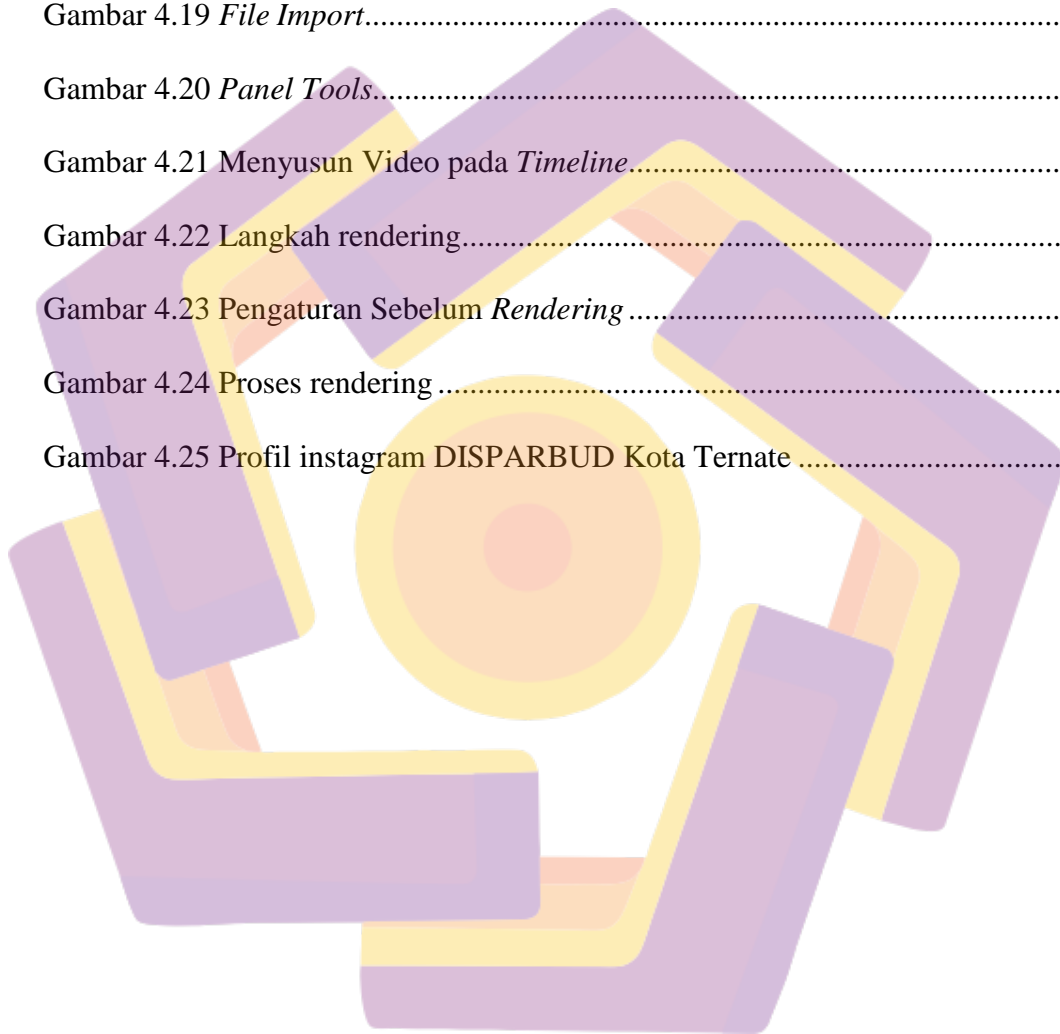 Gambar 4.19 File Import....................................................................................
Gambar 4.20 Panel Tools..................................................................................
Gambar 4.21 Menyusun Video pada Timeline....................................................
Gambar 4.22 Langkah rendering......................................................................
Gambar 4.23 Pengaturan Sebelum Rendering ....................................................
Gambar 4.24 Proses rendering ..........................................................................
Gambar 4.25 Profil instagram DISPARBUD Kota Ternate ................................